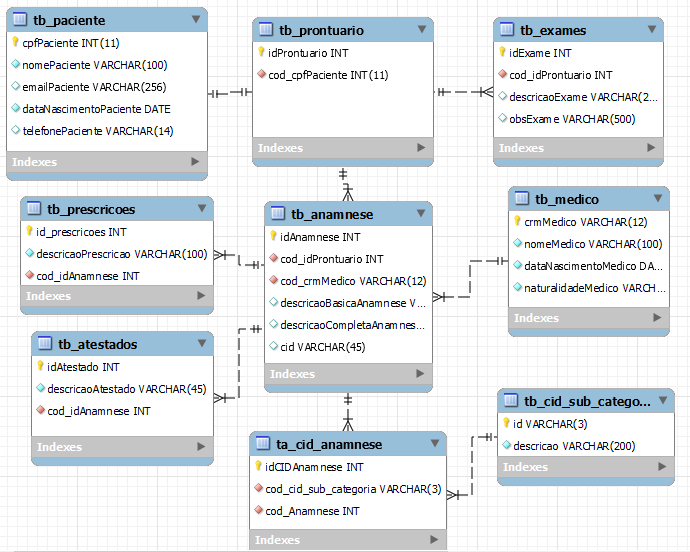 tb_paciente
cpfPaciente INT(11)
nomePaciente VARCHAR(100)
emailPaciente VARCHAR(256)
dataNascimentoPaciente DATE
telefonePaciente VARCHAR(14)
Indexes
tb_prontuario
idProntuario INT
cod_cpfPaciente INT(11)
Indexes
tb_exames
idExame INT
cod_idProntuario INT
descricaoExame VARCHAR(2...
obsExame VARCHAR(500)
Indexes
tb_prescricoes
id_prescricoes INT
descricaoPrescricao VARCHAR(100)
cod_idAnamnese INT
Indexes
tb_anamnese
idAnamnese INT
cod_idProntuario INT
cod_crmMedico VARCHAR(12)
descricaoBasicaAnamnese V...
descricaoCompletaAnamnes...
cid VARCHAR(45)
Indexes
tb_medico
crmMedico VARCHAR(12)
nomeMedico VARCHAR(100)
dataNascimentoMedico DA...
naturalidadeMedico VARCH...
Indexes
tb_atestados
idAtestado INT
descricaoAtestado VARCHAR(45)
cod_idAnamnese INT
Indexes
ta_cid_anamnese
idCIDAnamnese INT
cod_cid_sub_categoria VARCHAR(3)
cod_Anamnese INT
Indexes
tb_cid_sub_catego...
id VARCHAR(3)
descricao VARCHAR(200)
Indexes